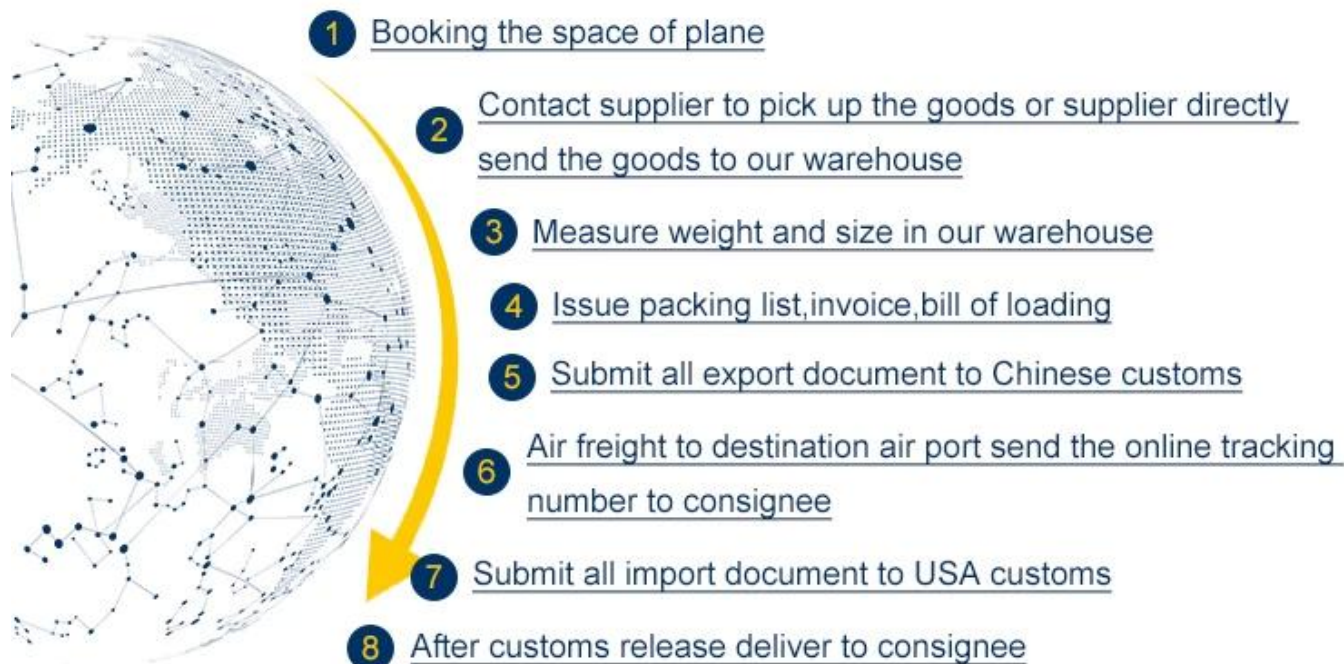 1 Booking the space of plane
2 Contact supplier to pick up the goods or supplier directly
send the goods to our warehouse
3 Measure weight and size in our warehouse
4 Issue packing list,invoice,bill of loading
5 Submit all export document to Chinese customs
6 Air freight to destination air port send the online tracking
number to consignee
7 Submit all import document to USA customs
8 After customs release deliver to consignee